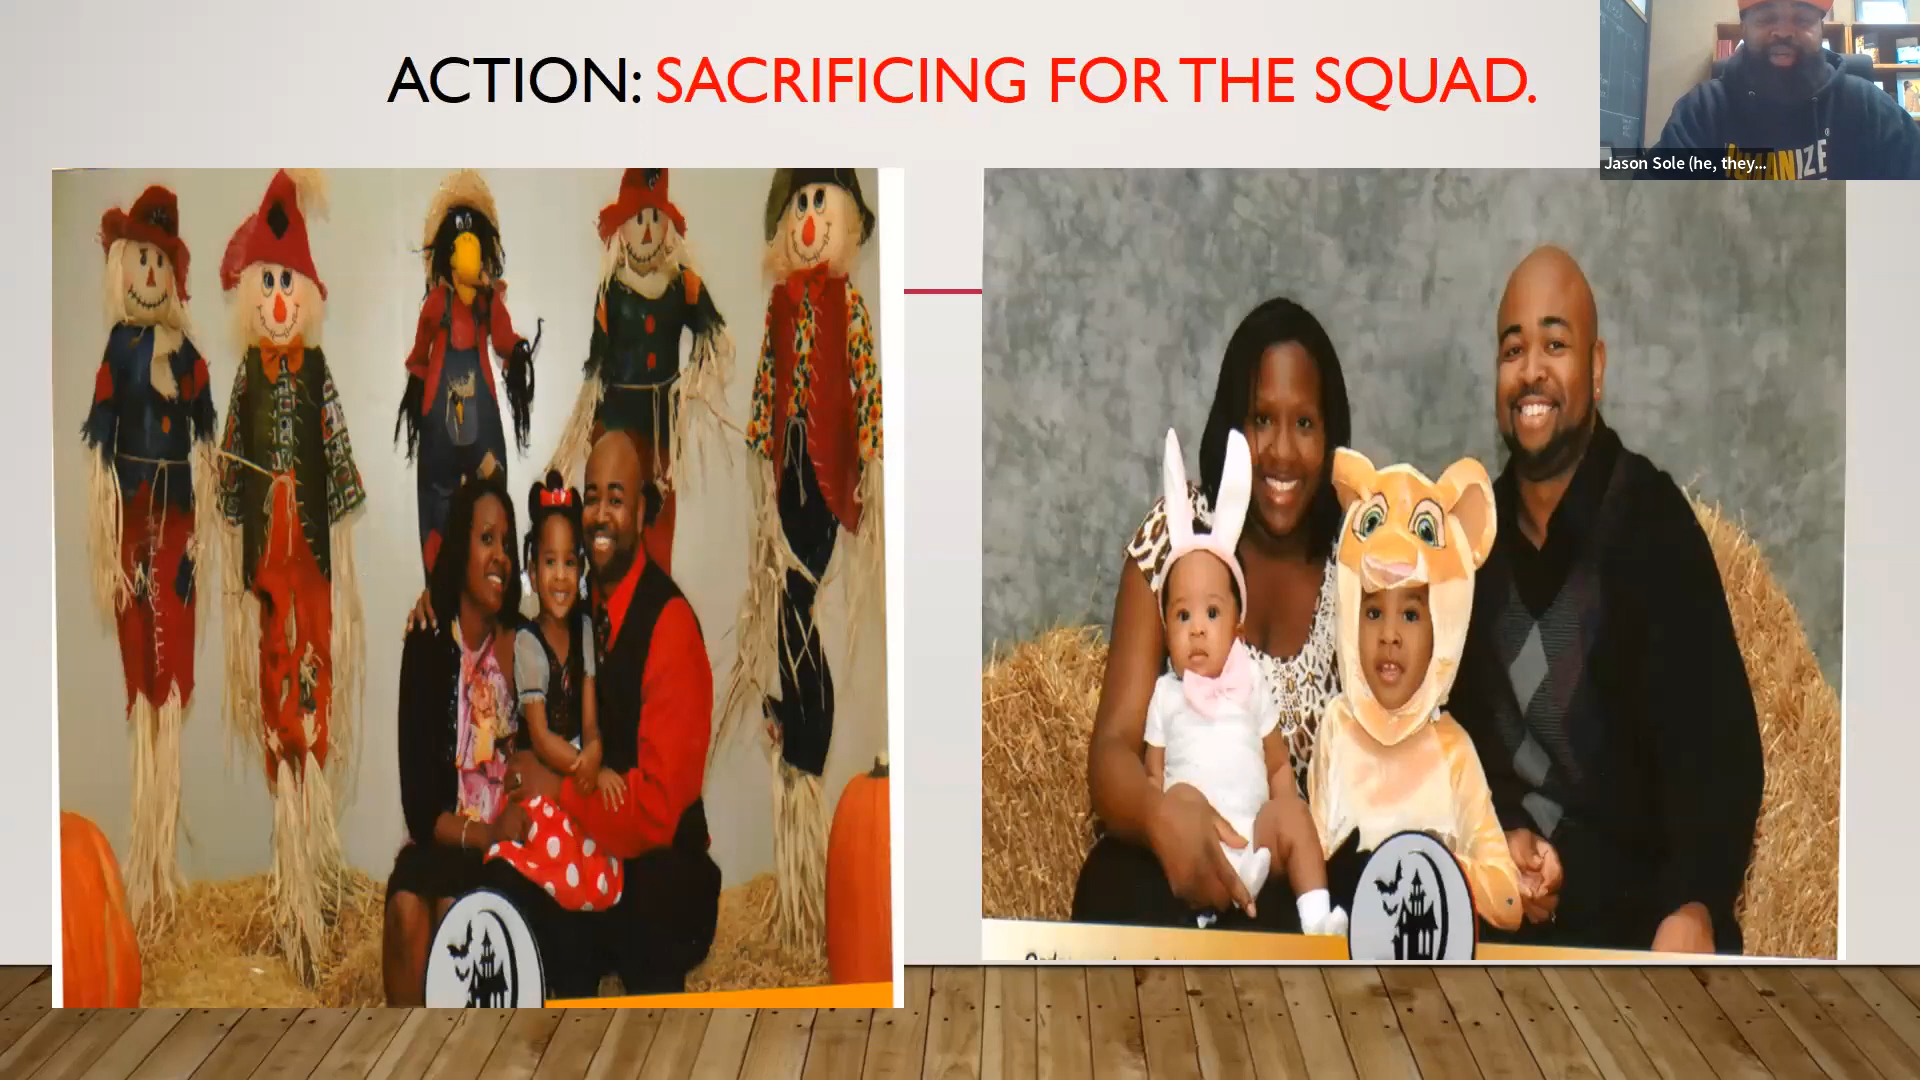 ACTION: SACRIFICING FOR THE SQUAD.
Jason Sole (he, they...